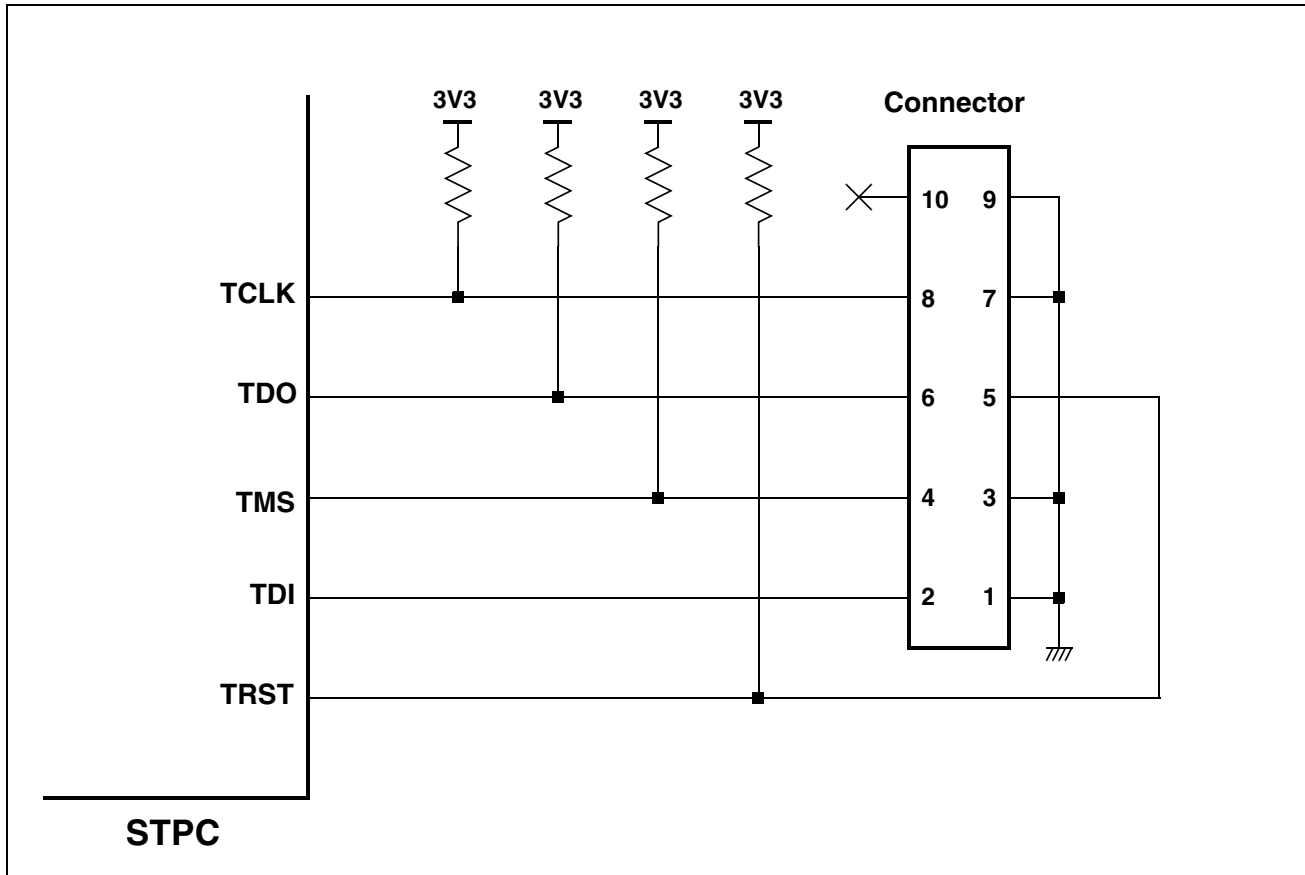 3V3 3V3 3V3 3V3 Connector
10 9
TCLK 8 7
TDO 6 5
TMS 4 3
TDI 2 1
TRST
STPC